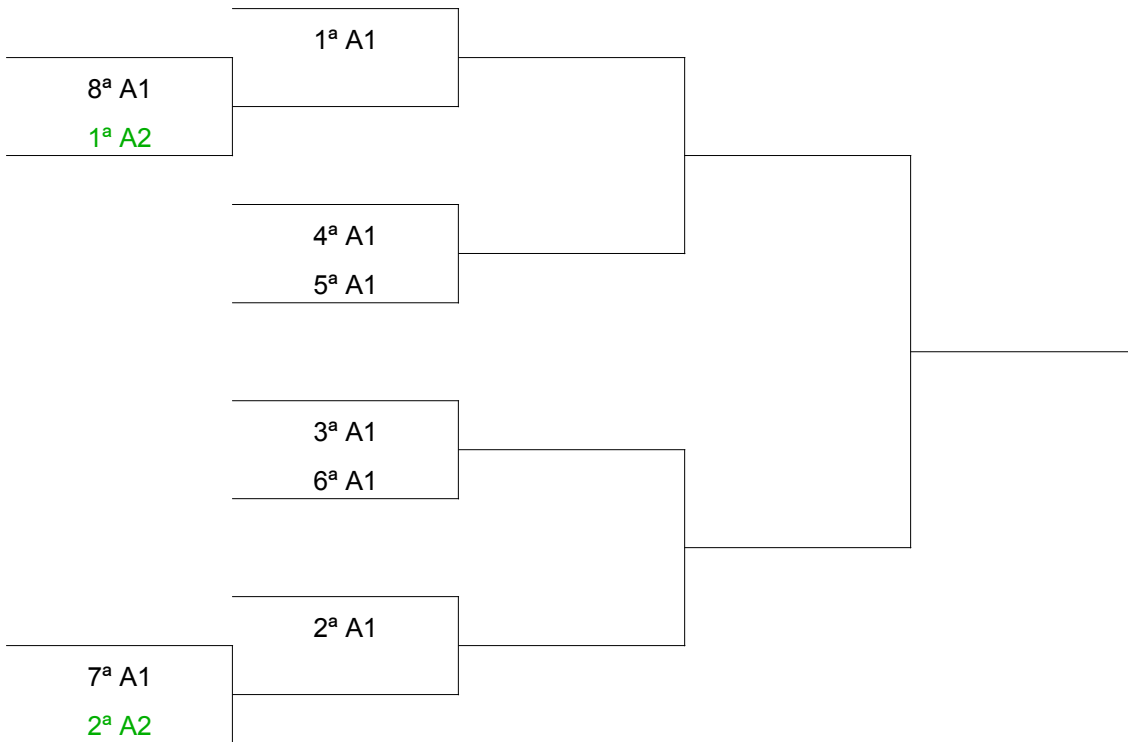 1ª A1
8ª A1
1ª A2
4ª A1
5ª A1
3ª A1
6ª A1
2ª A1
7ª A1
2ª A2